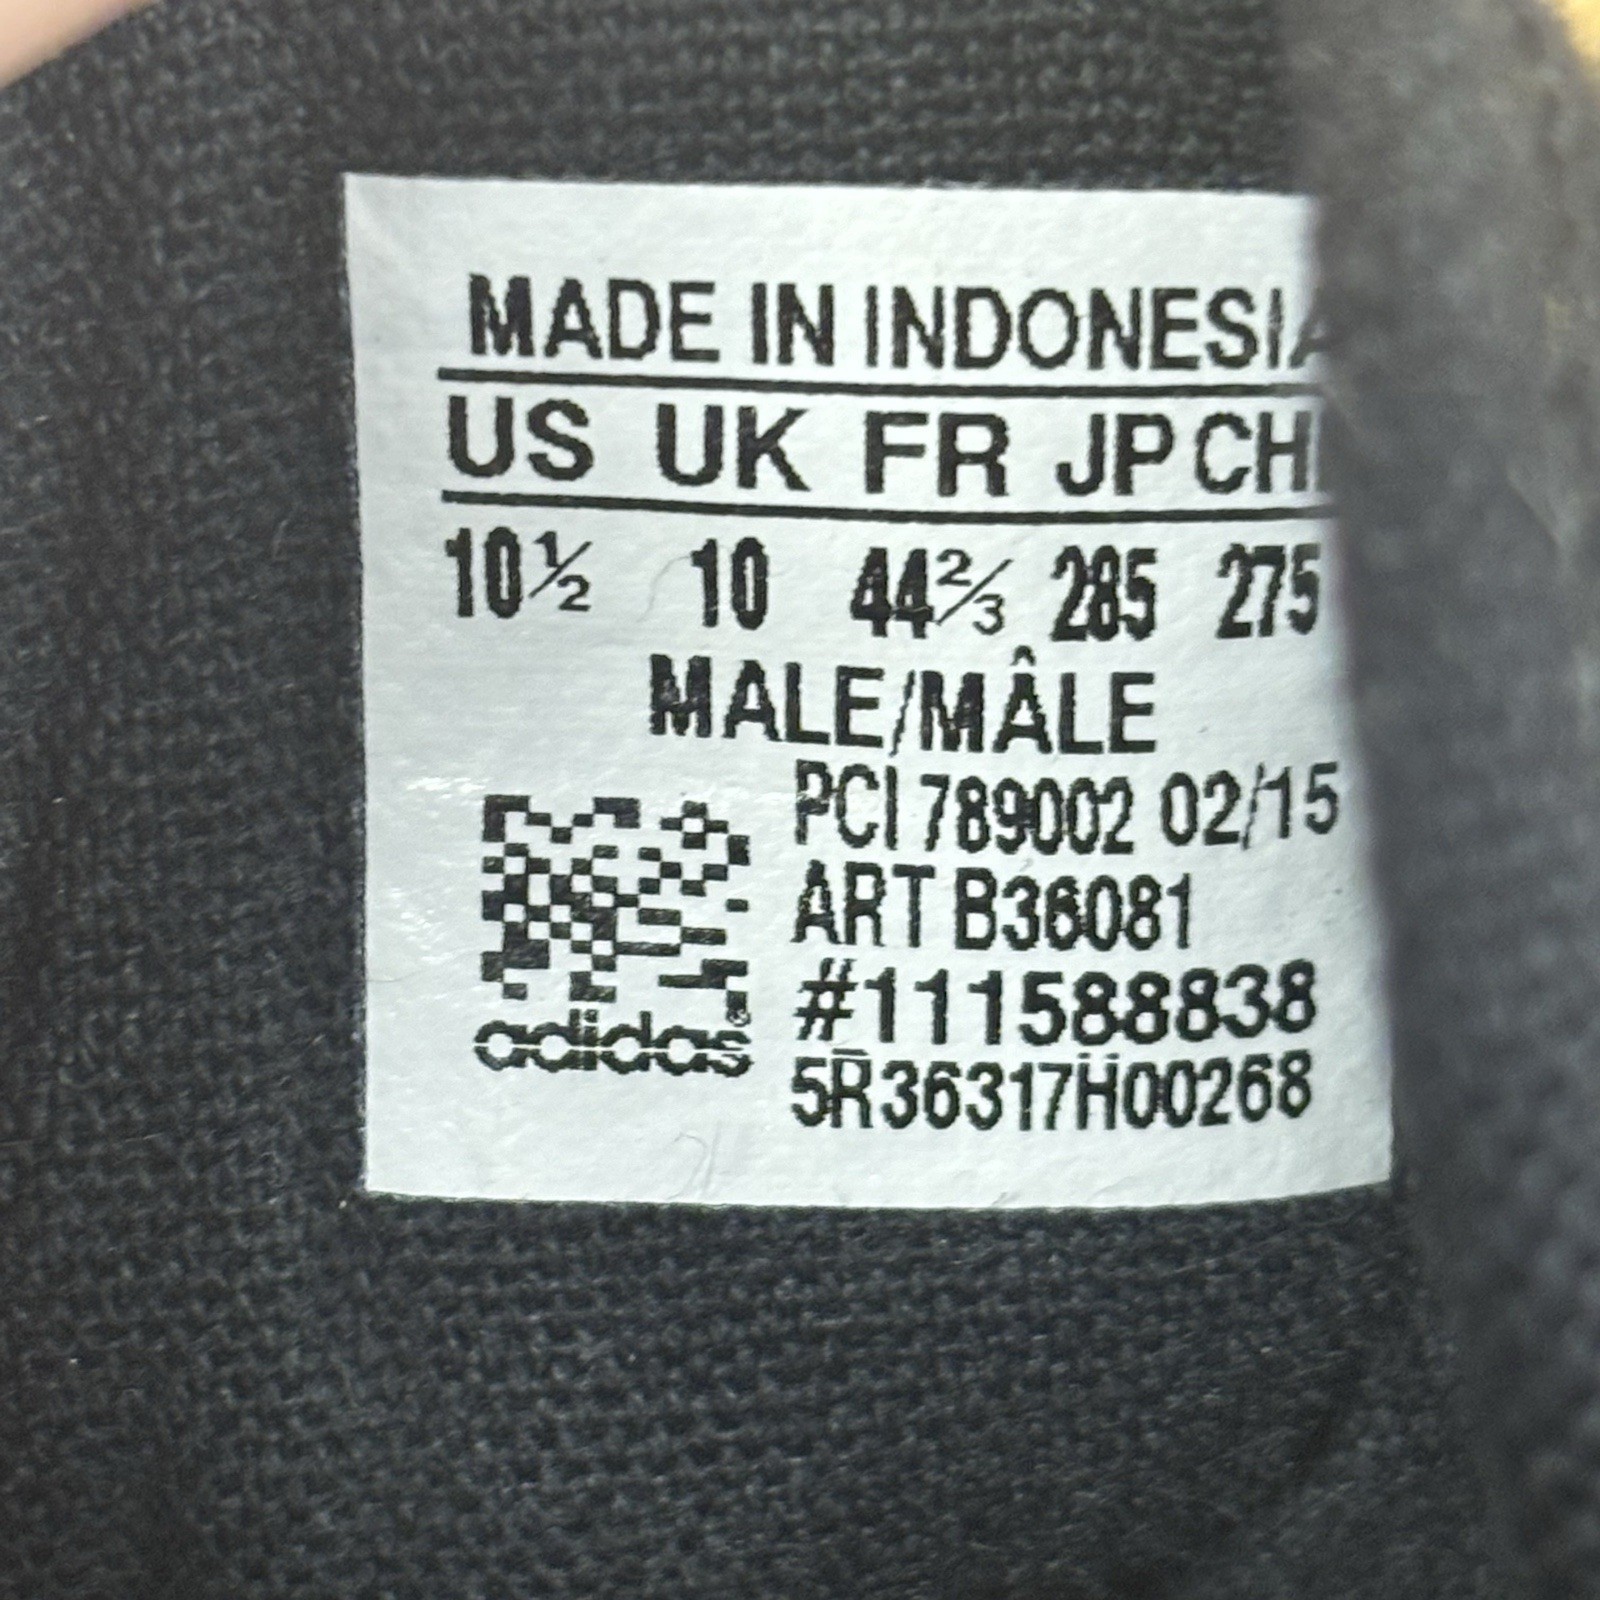 MADE IN INDONESIA
US UK FR JP CHN
10½ 10 44⅔ 285 275
MALE/MÂLE
PCI 789002 02/15
ART B36081
#111588838
5R36317H00268
adidas®